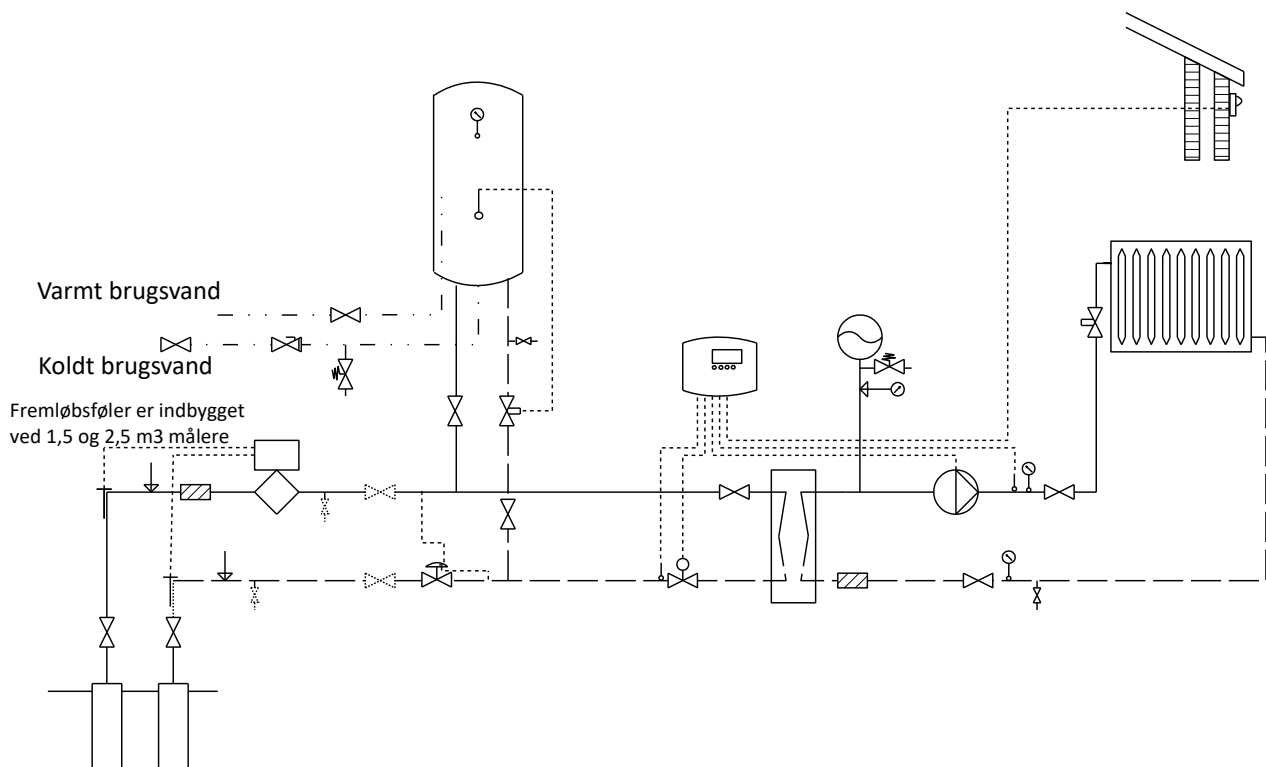 Varmt brugsvand
Koldt brugsvand
Fremløbsføler er indbygget
ved 1,5 og 2,5 m3 målere